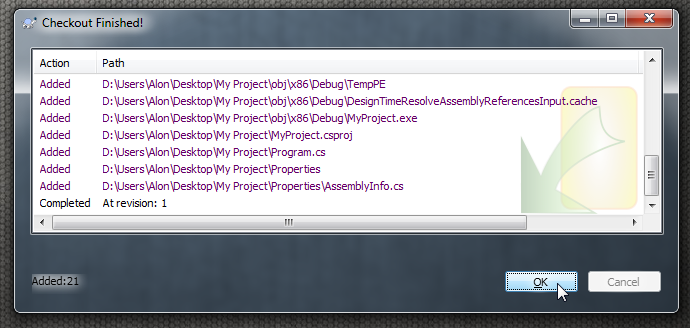 Checkout Finished!
Action Path
Added D:\Users\Alon\Desktop\My Project\obj\x86\Debug\TempPE
Added D:\Users\Alon\Desktop\My Project\obj\x86\Debug\DesignTimeResolveAssemblyReferencesInput.cache
Added D:\Users\Alon\Desktop\My Project\obj\x86\Debug\MyProject.exe
Added D:\Users\Alon\Desktop\My Project\MyProject.csproj
Added D:\Users\Alon\Desktop\My Project\Program.cs
Added D:\Users\Alon\Desktop\My Project\Properties
Added D:\Users\Alon\Desktop\My Project\Properties\AssemblyInfo.cs
Completed At revision: 1
Added:21
OK Cancel